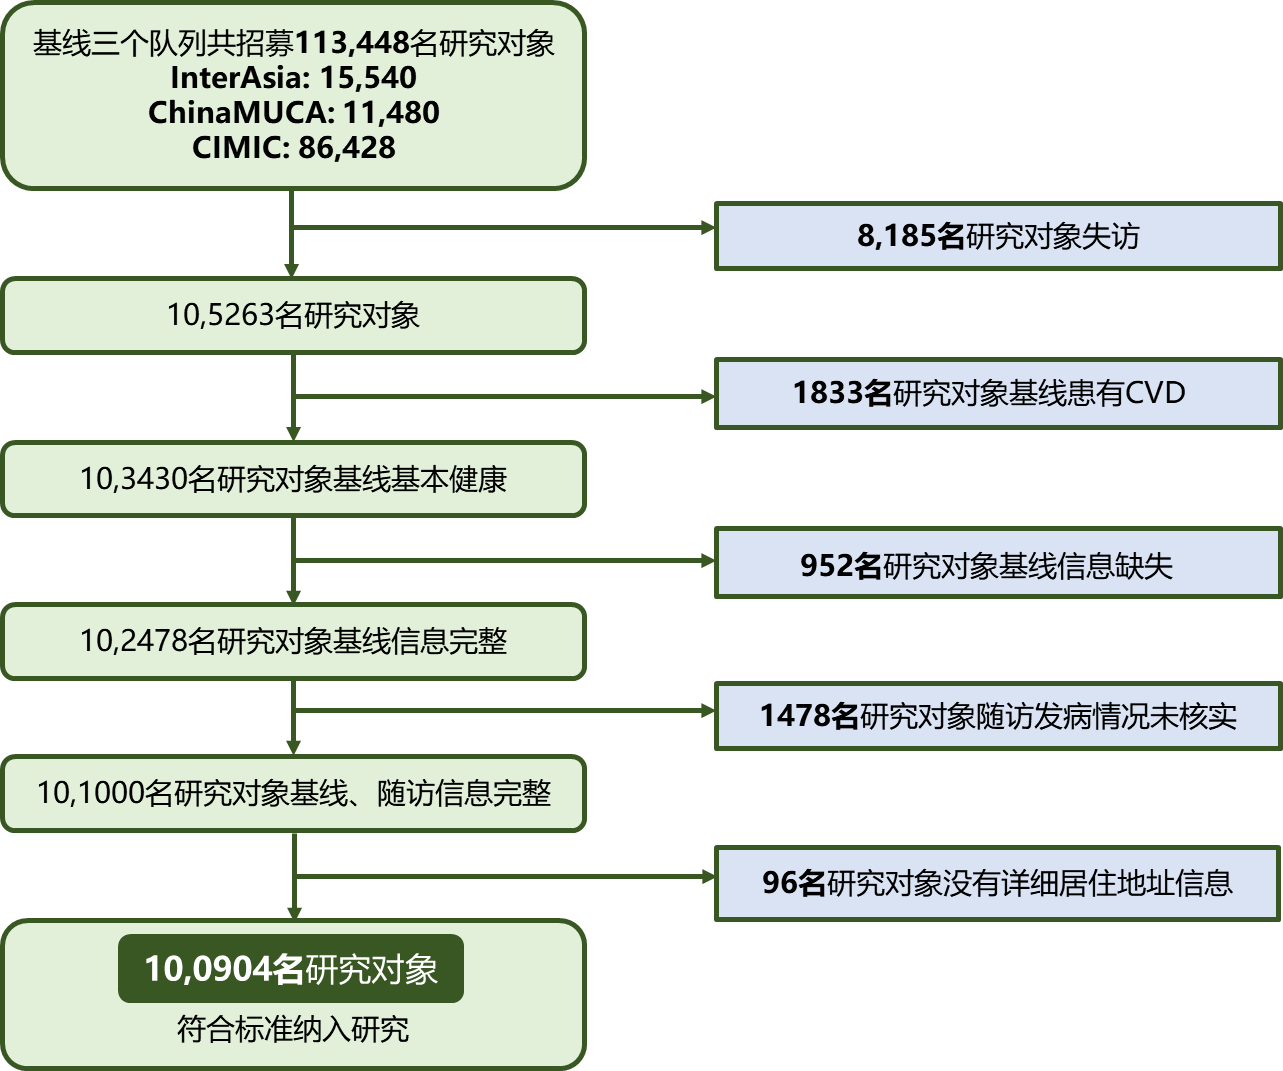 基线三个队列共招募113,448名研究对象
InterAsia: 15,540
ChinaMUCA: 11,480
CIMIC: 86,428
8,185名研究对象失访
10,5263名研究对象
1833名研究对象基线患有CVD
10,3430名研究对象基线基本健康
952名研究对象基线信息缺失
10,2478名研究对象基线信息完整
1478名研究对象随访发病情况未核实
10,1000名研究对象基线、随访信息完整
96名研究对象没有详细居住地址信息
10,0904名研究对象
符合标准纳入研究